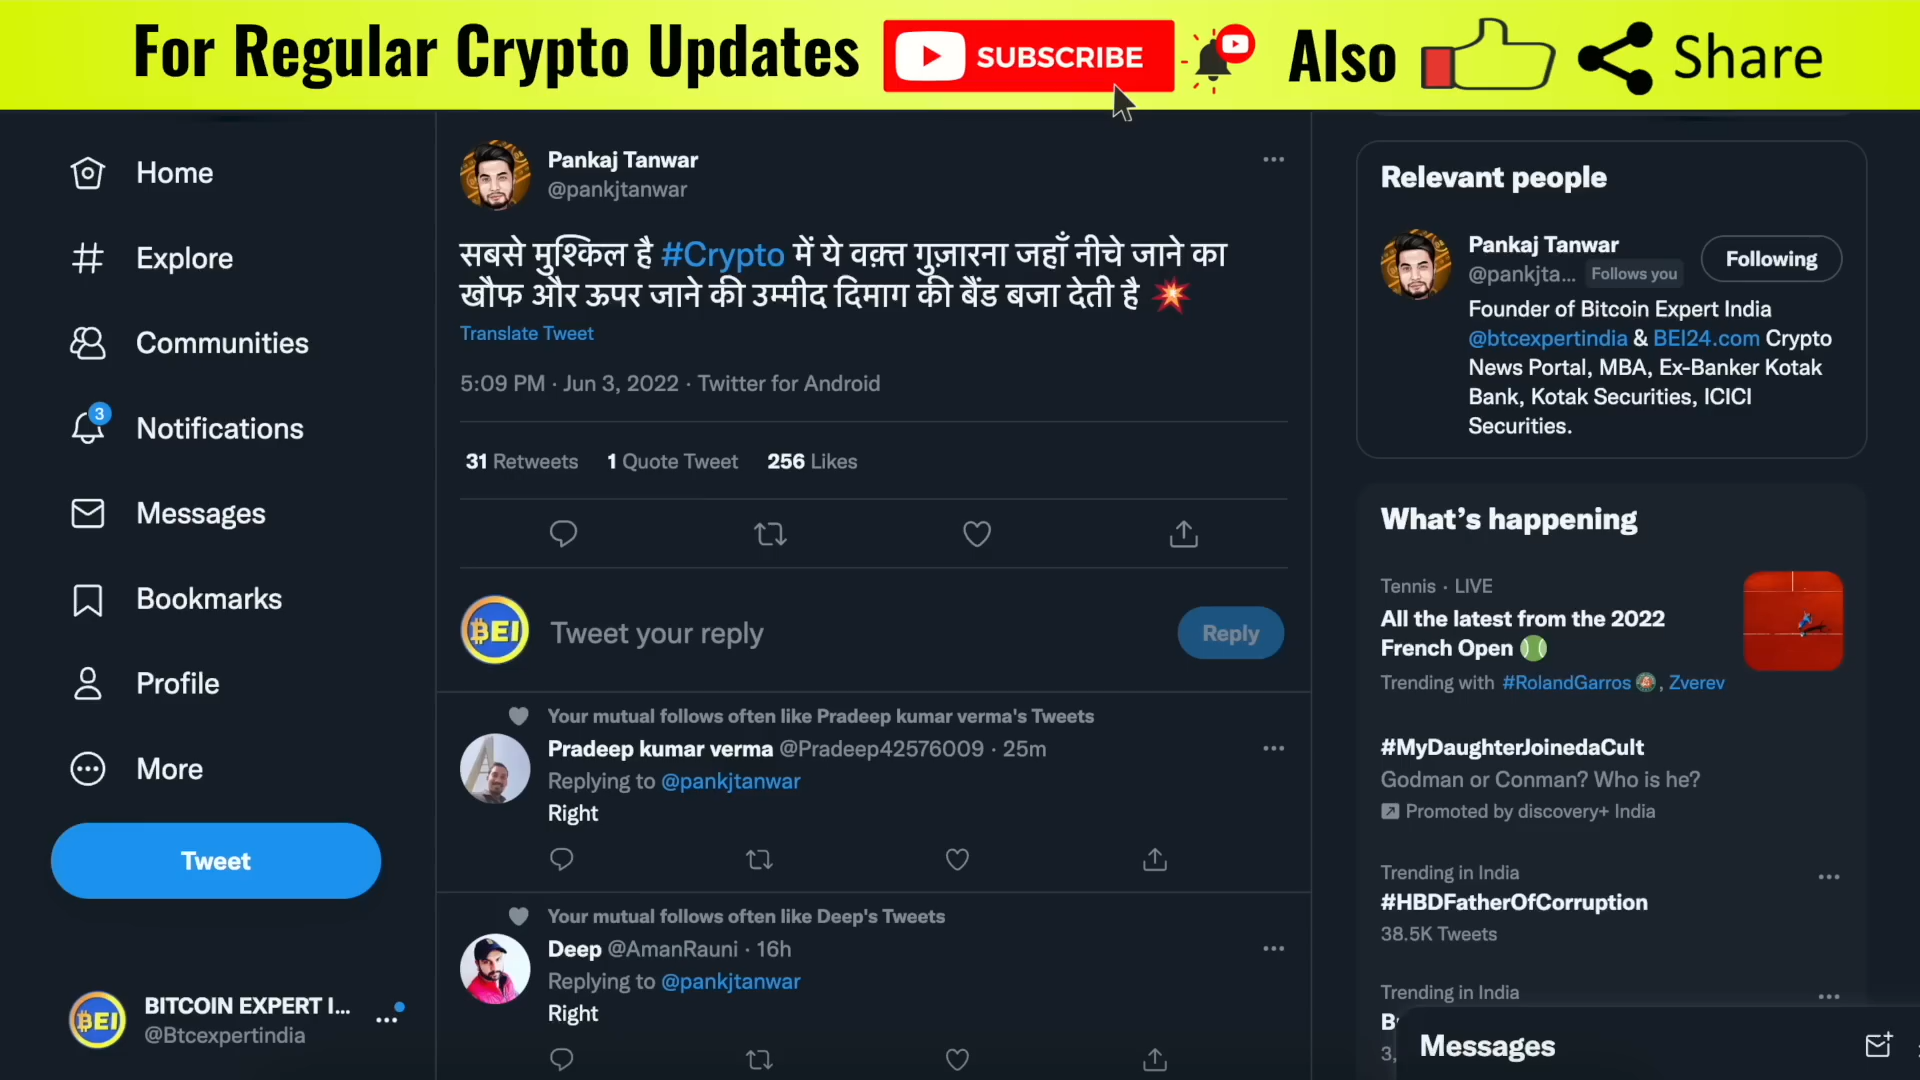 For Regular Crypto Updates SUBSCRIBE Also Share
Home
Explore
Communities
3
Notifications
Messages
Bookmarks
Profile
More
Tweet
BEI
BITCOIN EXPERT I...
@Btcexpertindia
Pankaj Tanwar
@pankjtanwar
सबसे मुश्किल है #Crypto में ये वक़्त गुज़ारना जहाँ नीचे जाने का
खौफ और ऊपर जाने की उम्मीद दिमाग की बैंड बजा देती है
Translate Tweet
5:09 PM · Jun 3, 2022 · Twitter for Android
31 Retweets 1 Quote Tweet 256 Likes
BEI
Tweet your reply
Reply
Your mutual follows often like Pradeep kumar verma's Tweets
Pradeep kumar verma @Pradeep42576009 · 25m
Replying to @pankjtanwar
Right
Your mutual follows often like Deep's Tweets
Deep @AmanRauni · 16h
Replying to @pankjtanwar
Right
Relevant people
Pankaj Tanwar
@pankjta... Follows you
Following
Founder of Bitcoin Expert India
@btcexpertindia & BEI24.com Crypto
News Portal, MBA, Ex-Banker Kotak
Bank, Kotak Securities, ICICI
Securities.
What's happening
Tennis · LIVE
All the latest from the 2022
French Open
Trending with #RolandGarros , Zverev
#MyDaughterJoinedaCult
Godman or Conman? Who is he?
Promoted by discovery+ India
Trending in India
#HBDFatherOfCorruption
38.5K Tweets
Trending in India
Messages